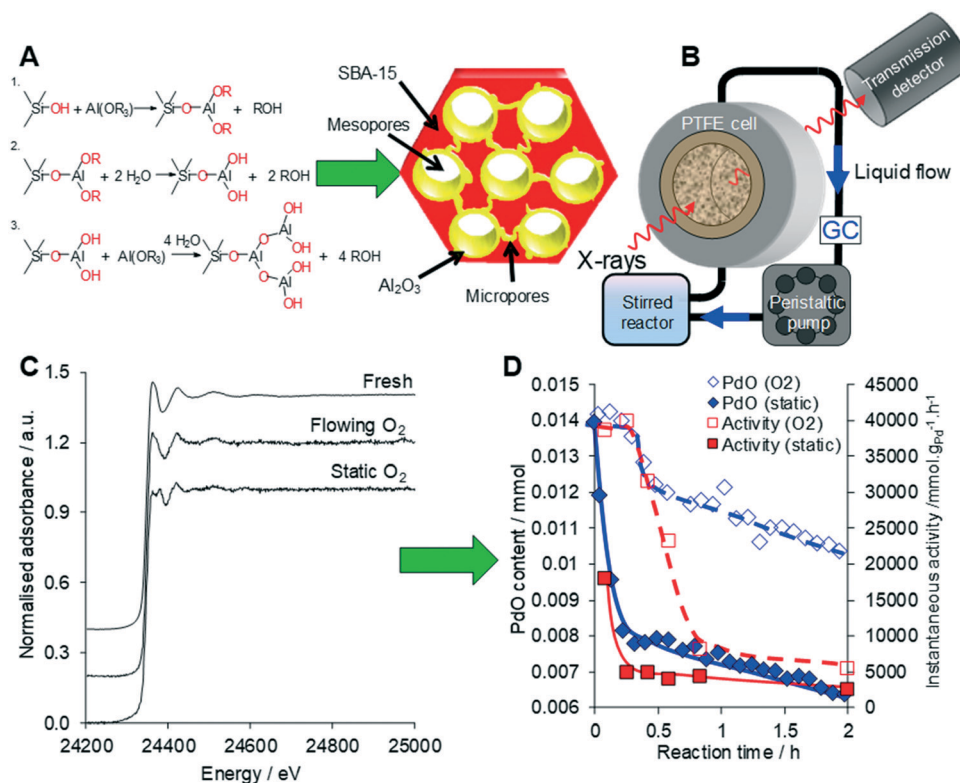 A
1.
Si
OH
+ Al(OR3)
Si
O
Al
OR
OR
+ ROH
2.
Si
O
Al
OR
OR
+ 2 H2O
Si
O
Al
OH
OH
+ 2 ROH
3.
Si
O
Al
OH
OH
+ Al(OR3)
4 H2O
Si
O
Al
O
O
Al
OH
OH
Al
OH
OH
+ 4 ROH
SBA-15
Mesopores
Al2O3
Micropores
B
Transmission
detector
PTFE cell
Liquid flow
GC
X-rays
Stirred
reactor
Peristaltic
pump
C
Normalised adsorbance / a.u.
1.5
1.2
0.9
0.6
0.3
0.0
Fresh
Flowing O2
Static O2
24200 24400 24600 24800 25000
Energy / eV
D
PdO content / mmol
0.015
0.014
0.013
0.012
0.011
0.01
0.009
0.008
0.007
0.006
PdO (O2)
PdO (static)
Activity (O2)
Activity (static)
45000
40000
35000
30000
25000
20000
15000
10000
5000
0
Instantaneous activity /mmol.gPd-1.h-1
0 0.5 1 1.5 2
Reaction time / h